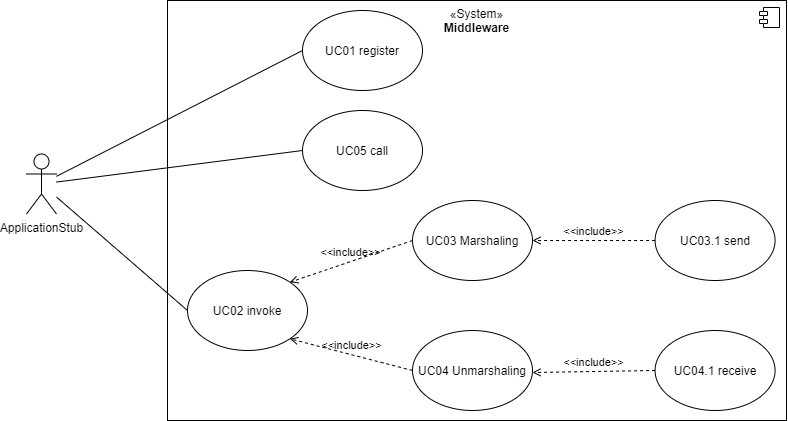 «System»
Middleware
UC01 register
UC05 call
ApplicationStub
UC03 Marshaling
<<include>>
UC03.1 send
<<include>>
UC02 invoke
<<include>>
UC04 Unmarshaling
<<include>>
UC04.1 receive